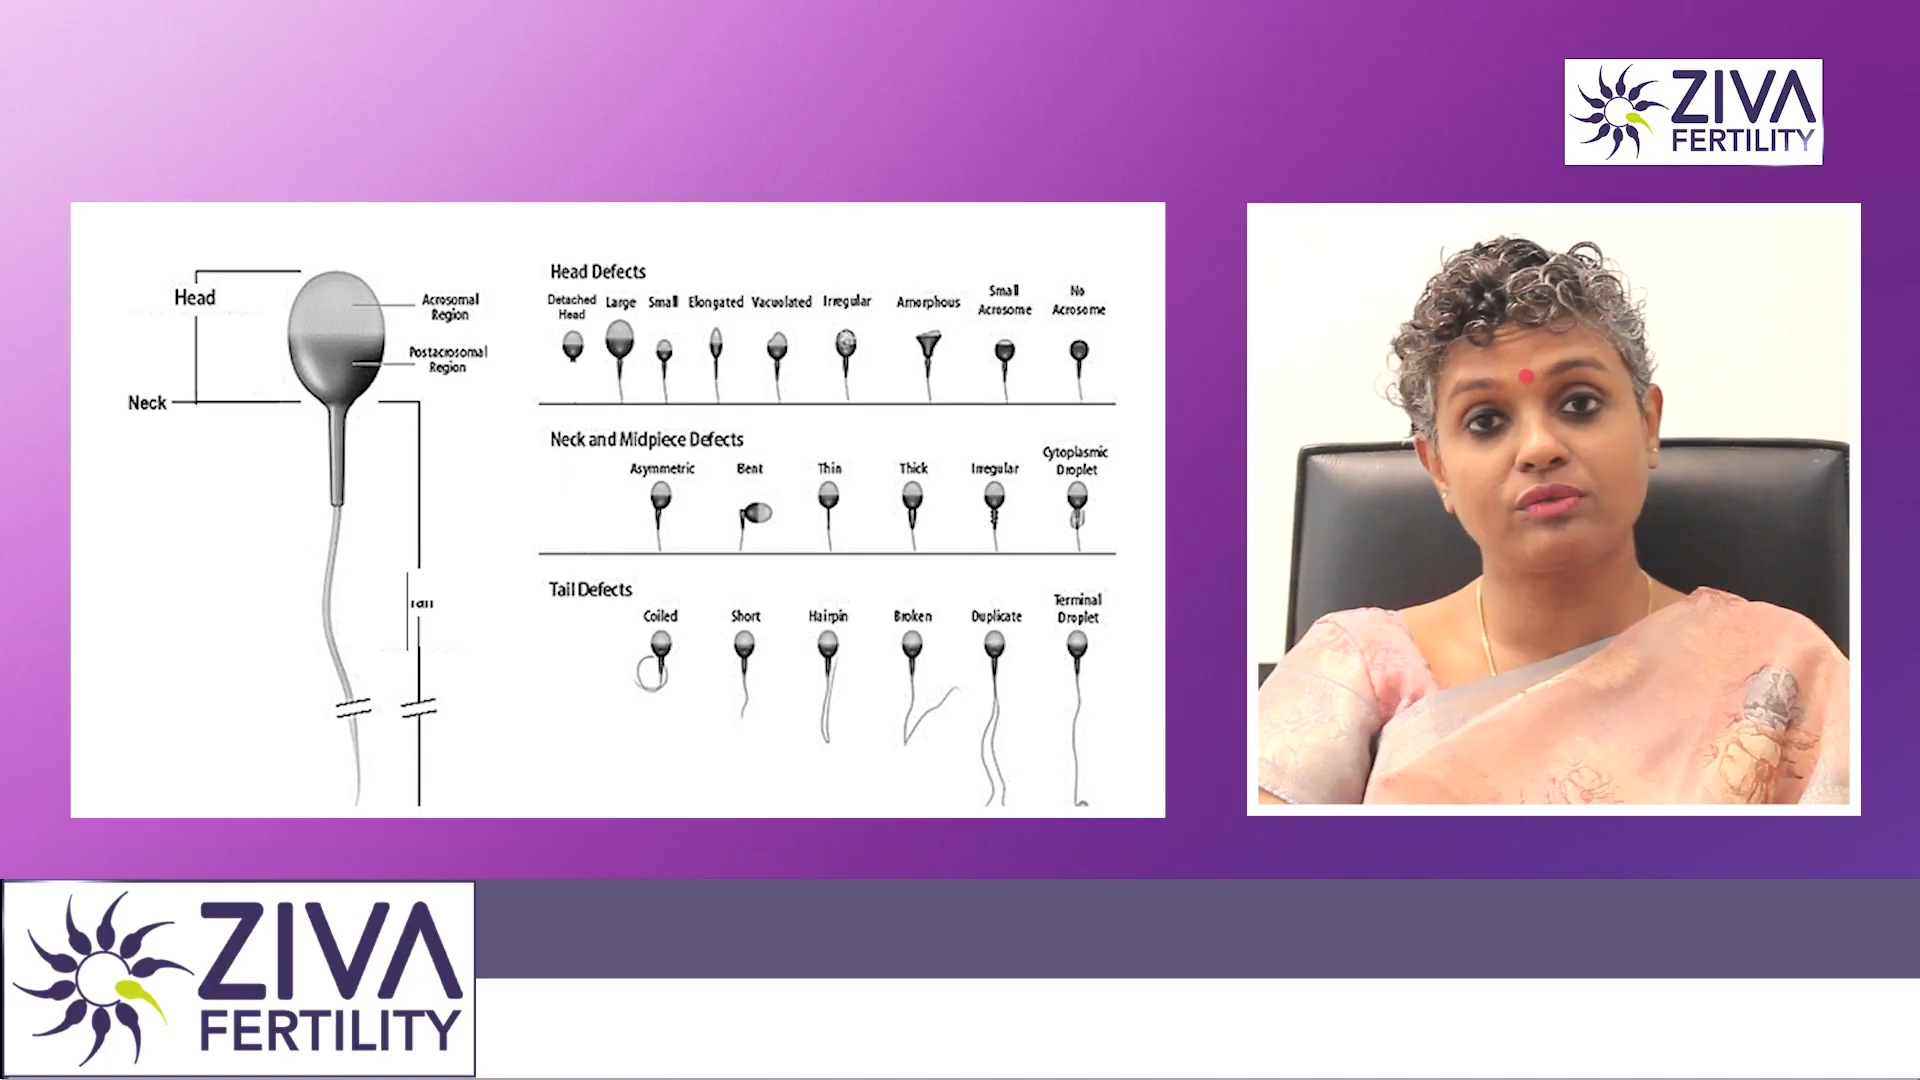 ZIVA
FERTILITY
Head
Acrosomal
Region
Postacrosomal
Region
Neck
Head Defects
Detached
Head
Large
Small
Elongated
Vacuolated
Irregular
Amorphous
Small
Acrosome
No
Acrosome
Neck and Midpiece Defects
Asymmetric
Bent
Thin
Thick
Irregular
Cytoplasmic
Droplet
Tail Defects
Coiled
Short
Hairpin
Broken
Duplicate
Terminal
Droplet
ZIVA
FERTILITY